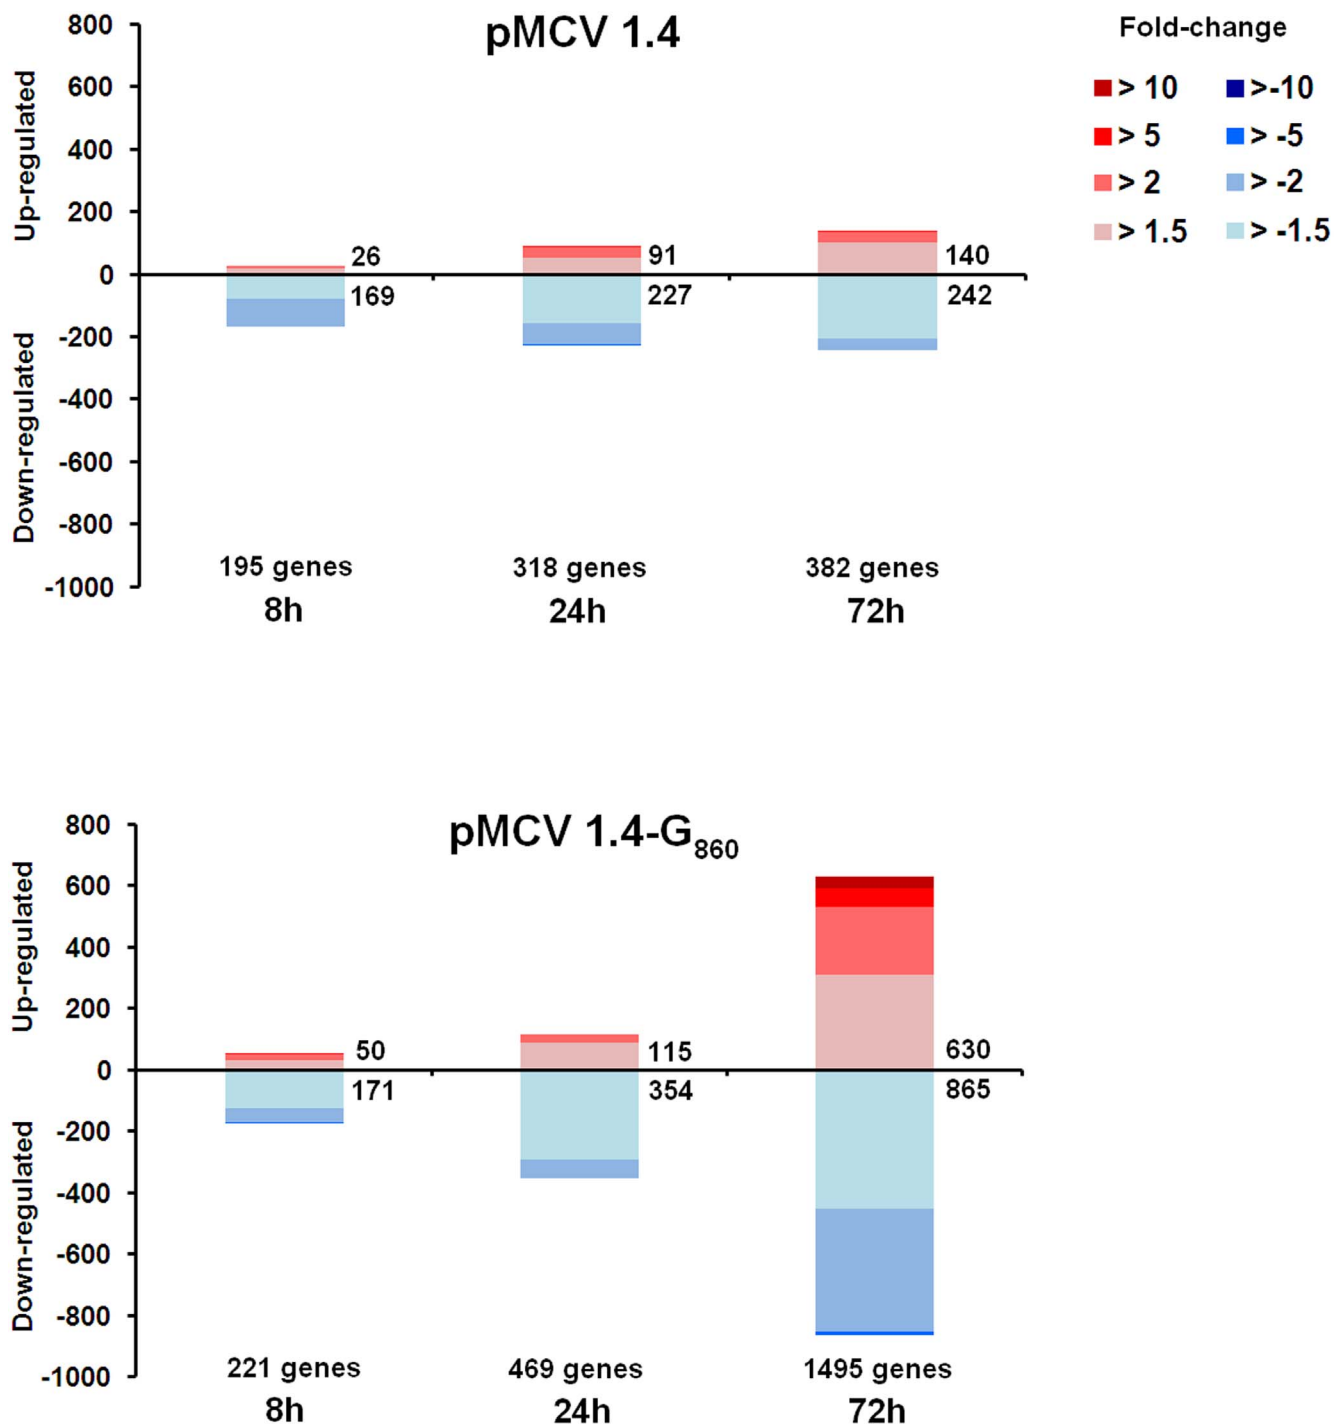 pMCV 1.4
Fold-change
> 10 >-10
> 5 > -5
> 2 > -2
> 1.5 > -1.5
Up-regulated
Down-regulated
800
600
400
200
0
-200
-400
-600
-800
-1000
26
169
91
227
140
242
195 genes
318 genes
382 genes
8h
24h
72h
pMCV 1.4-G860
Up-regulated
Down-regulated
800
600
400
200
0
-200
-400
-600
-800
-1000
50
171
115
354
630
865
221 genes
469 genes
1495 genes
8h
24h
72h